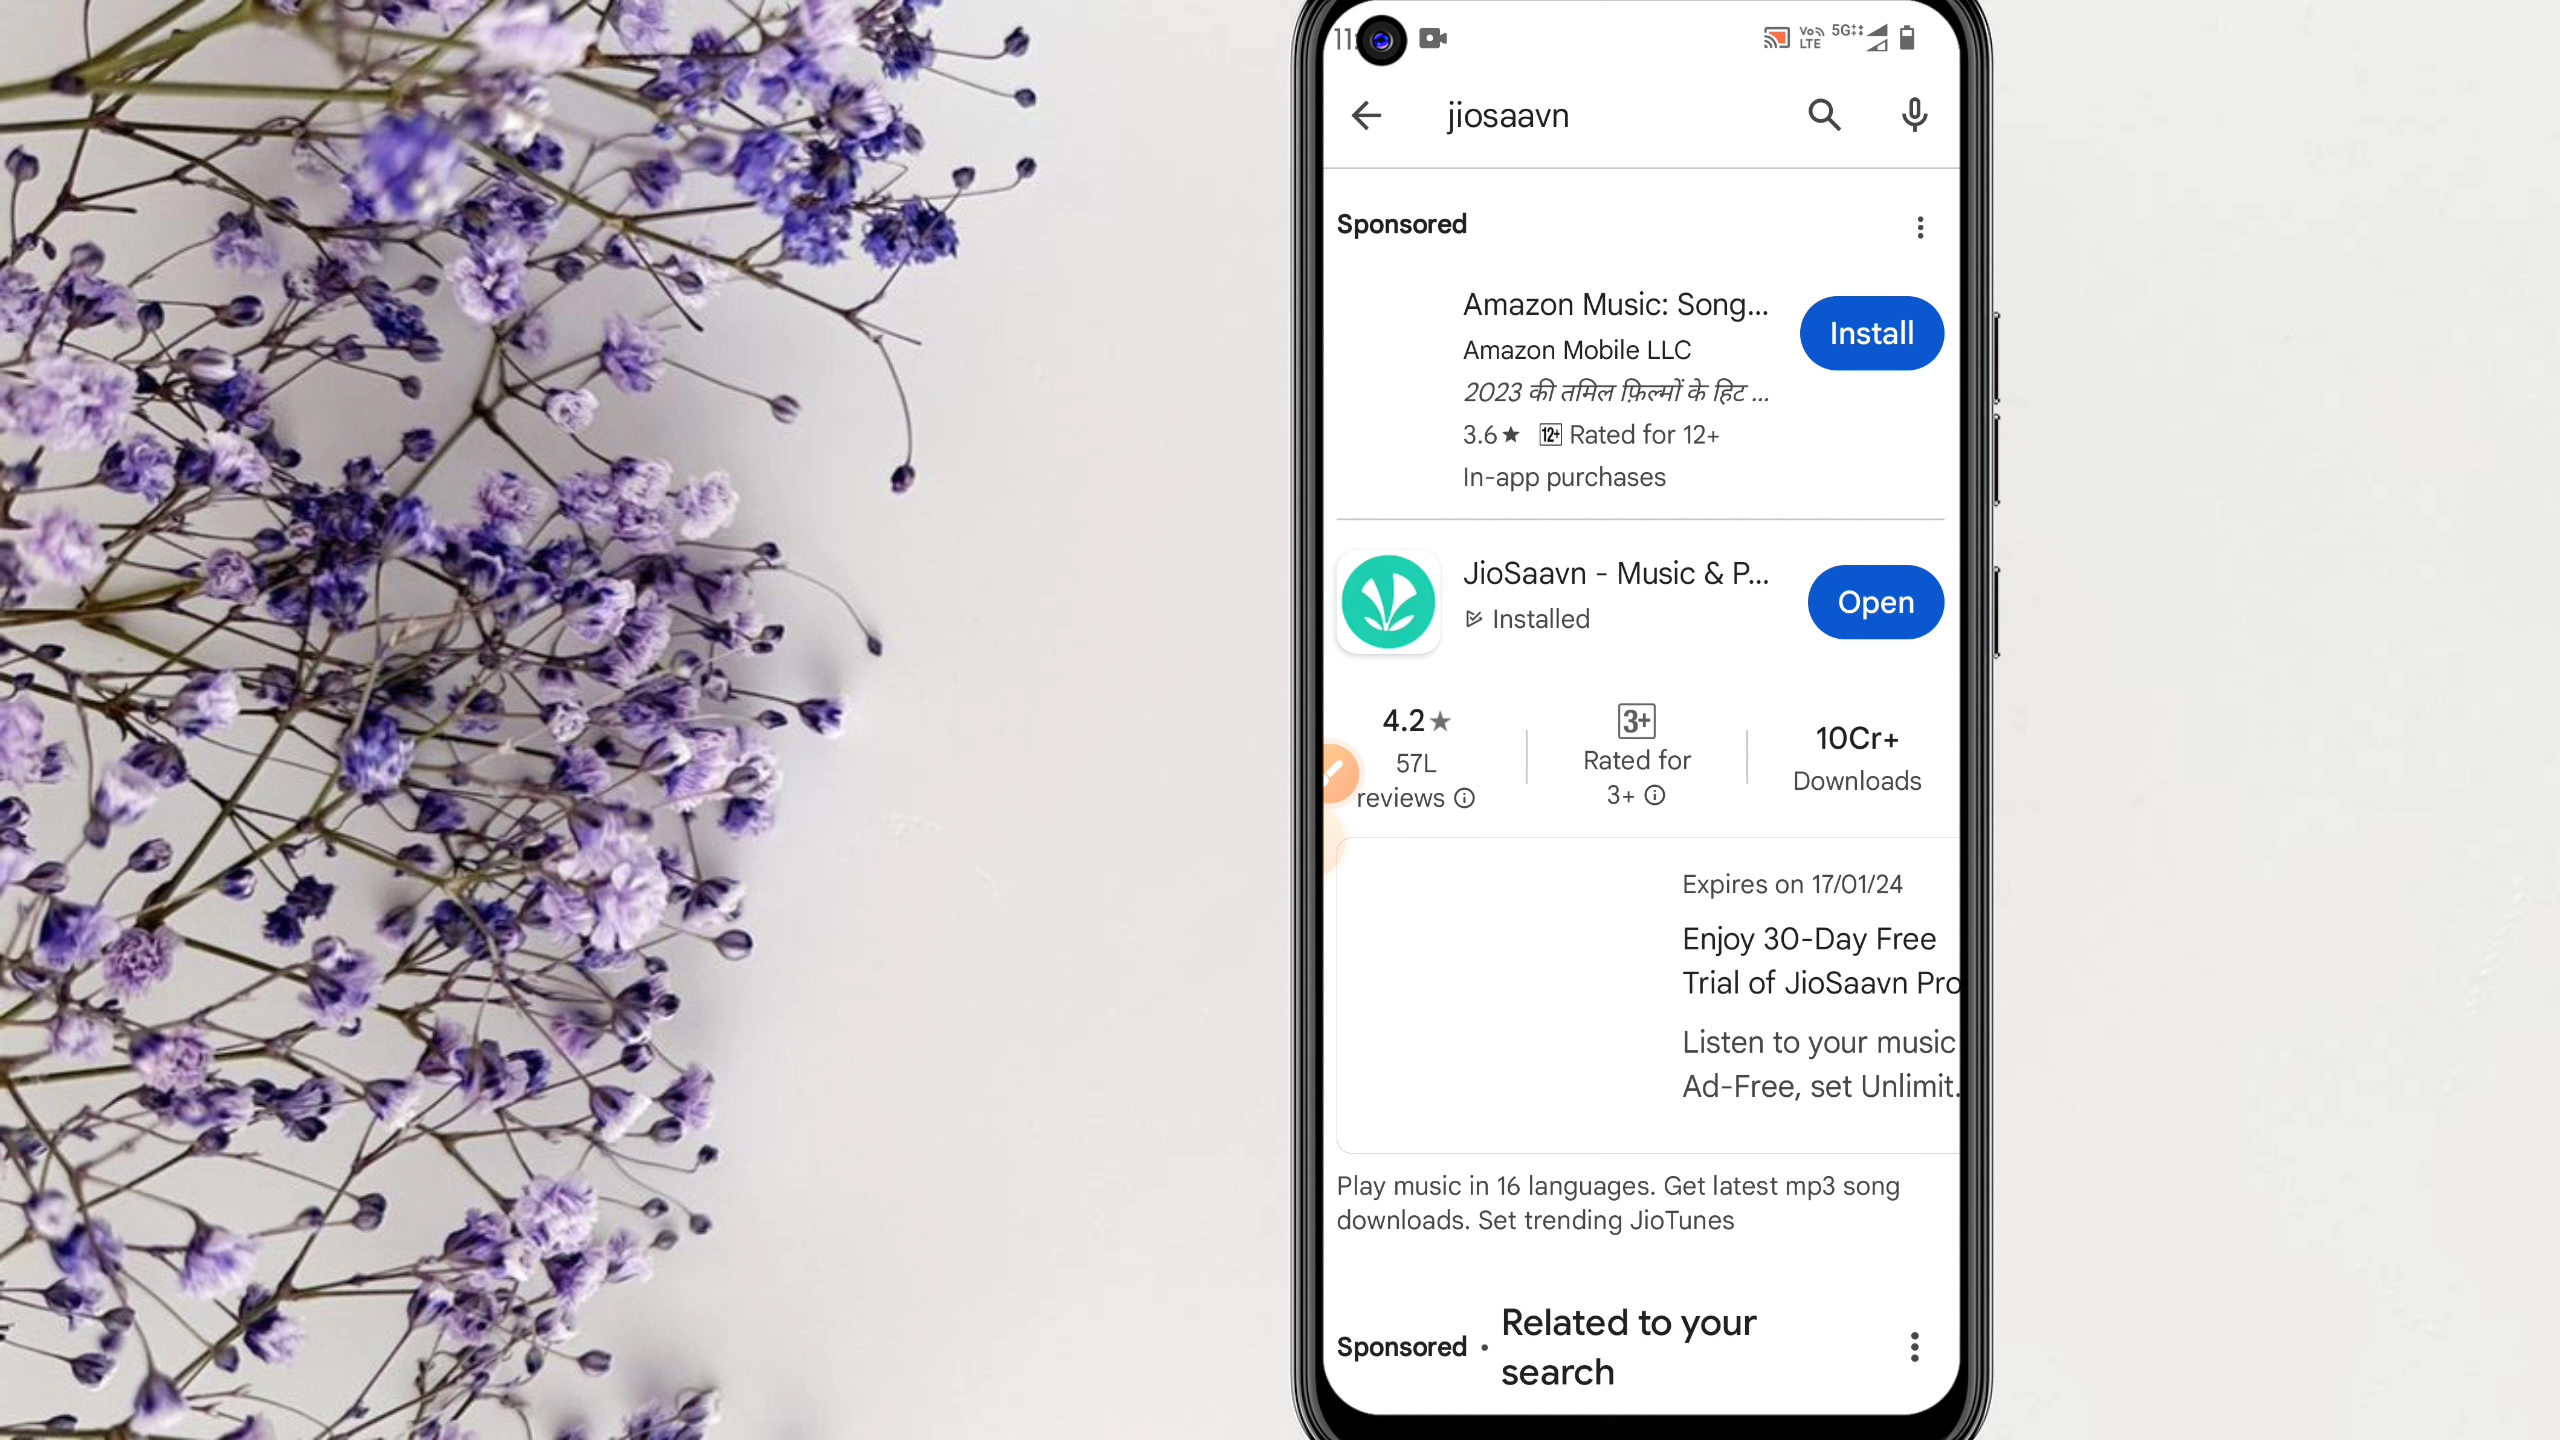 jiosaavn
Sponsored
Amazon Music: Song...
Install
Amazon Mobile LLC
2023 की तमिल फ़िल्मों के हिट ...
3.6★ 12+ Rated for 12+
In-app purchases
JioSaavn - Music & P...
Installed
Open
4.2★
57L
reviews
3+
Rated for
3+
10Cr+
Downloads
Expires on 17/01/24
Enjoy 30-Day Free
Trial of JioSaavn Pro
Listen to your music
Ad-Free, set Unlimit.
Play music in 16 languages. Get latest mp3 song
downloads. Set trending JioTunes
Sponsored • Related to your
search
VoLTE 5G